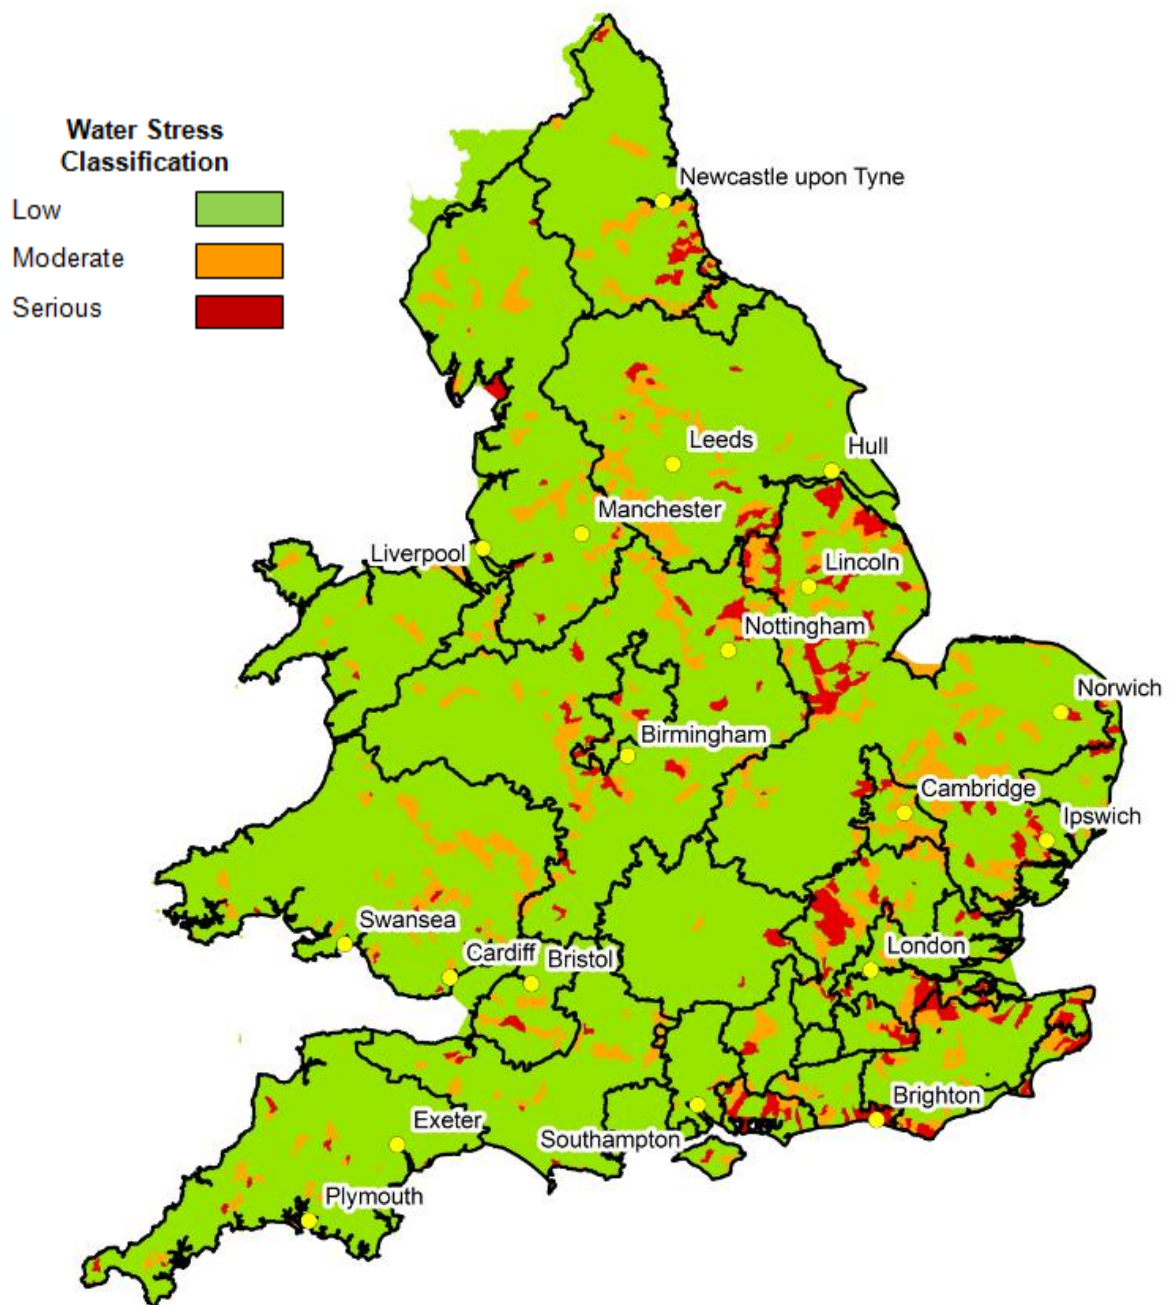 Water Stress
Classification
Low
Moderate
Serious
Newcastle upon Tyne
Leeds
Hull
Manchester
Liverpool
Lincoln
Nottingham
Norwich
Birmingham
Cambridge
Ipswich
Swansea
Cardiff
Bristol
London
Brighton
Exeter
Southampton
Plymouth